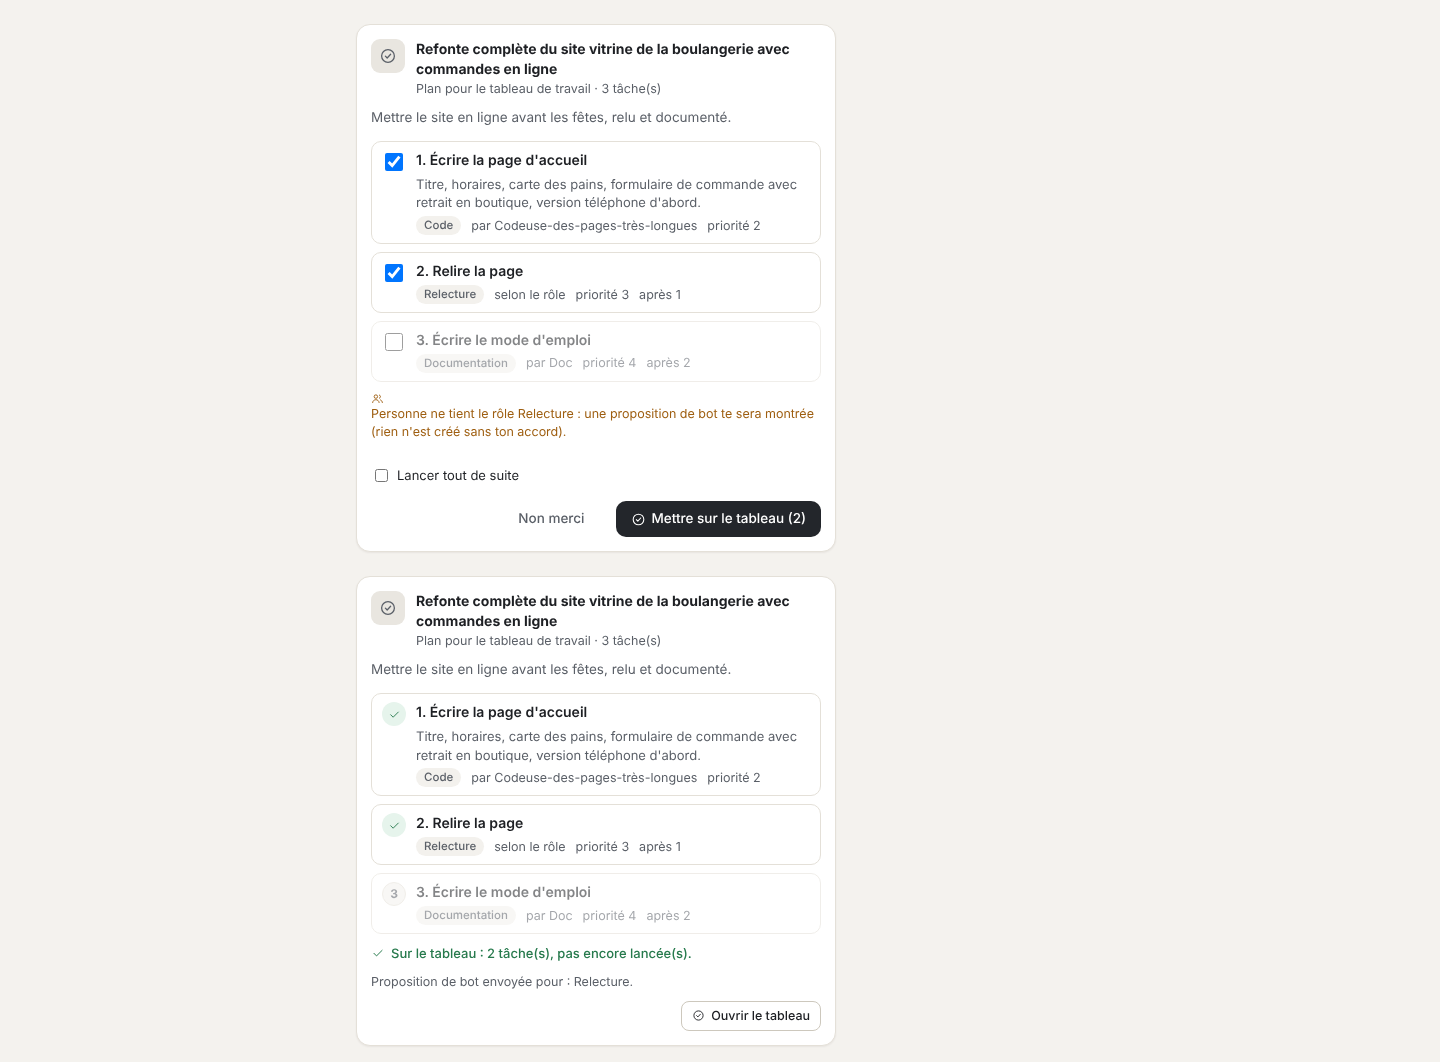 Refonte complète du site vitrine de la boulangerie avec
commandes en ligne
Plan pour le tableau de travail · 3 tâche(s)
Mettre le site en ligne avant les fêtes, relu et documenté.
1. Écrire la page d'accueil
Titre, horaires, carte des pains, formulaire de commande avec
retrait en boutique, version téléphone d'abord.
Code par Codeuse-des-pages-très-longues priorité 2
2. Relire la page
Relecture selon le rôle priorité 3 après 1
3. Écrire le mode d'emploi
Documentation par Doc priorité 4 après 2
Personne ne tient le rôle Relecture : une proposition de bot te sera montrée
(rien n'est créé sans ton accord).
Lancer tout de suite
Non merci Mettre sur le tableau (2)
Refonte complète du site vitrine de la boulangerie avec
commandes en ligne
Plan pour le tableau de travail · 3 tâche(s)
Mettre le site en ligne avant les fêtes, relu et documenté.
1. Écrire la page d'accueil
Titre, horaires, carte des pains, formulaire de commande avec
retrait en boutique, version téléphone d'abord.
Code par Codeuse-des-pages-très-longues priorité 2
2. Relire la page
Relecture selon le rôle priorité 3 après 1
3 3. Écrire le mode d'emploi
Documentation par Doc priorité 4 après 2
Sur le tableau : 2 tâche(s), pas encore lancée(s).
Proposition de bot envoyée pour : Relecture.
Ouvrir le tableau